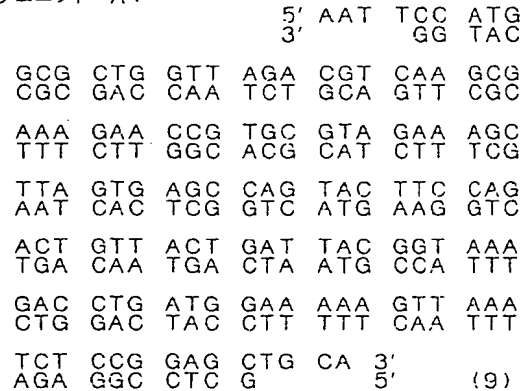 5' AAT TCC ATG
3' GG TAC
GCG CTG GTT AGA CGT CAA GCG
CGC GAC CAA TCT GCA GTT CGC
AAA GAA CCG TGC GTA GAA AGC
TTT CTT GGC ACG CAT CTT TCG
TTA GTG AGC CAG TAC TTC CAG
AAT CAC TCG GTC ATG AAG GTC
ACT GTT ACT GAT TAC GGT AAA
TGA CAA TGA CTA ATG CCA TTT
GAC CTG ATG GAA AAA GTT AAA
CTG GAC TAC CTT TTT CAA TTT
TCT CCG GAG CTG CA 3'
AGA GGC CTC G 5' (9)